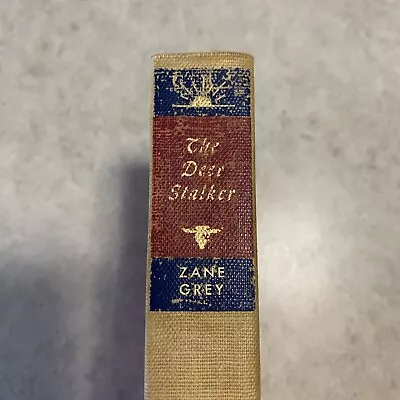 The
Deer
Stalker
ZANE
GREY